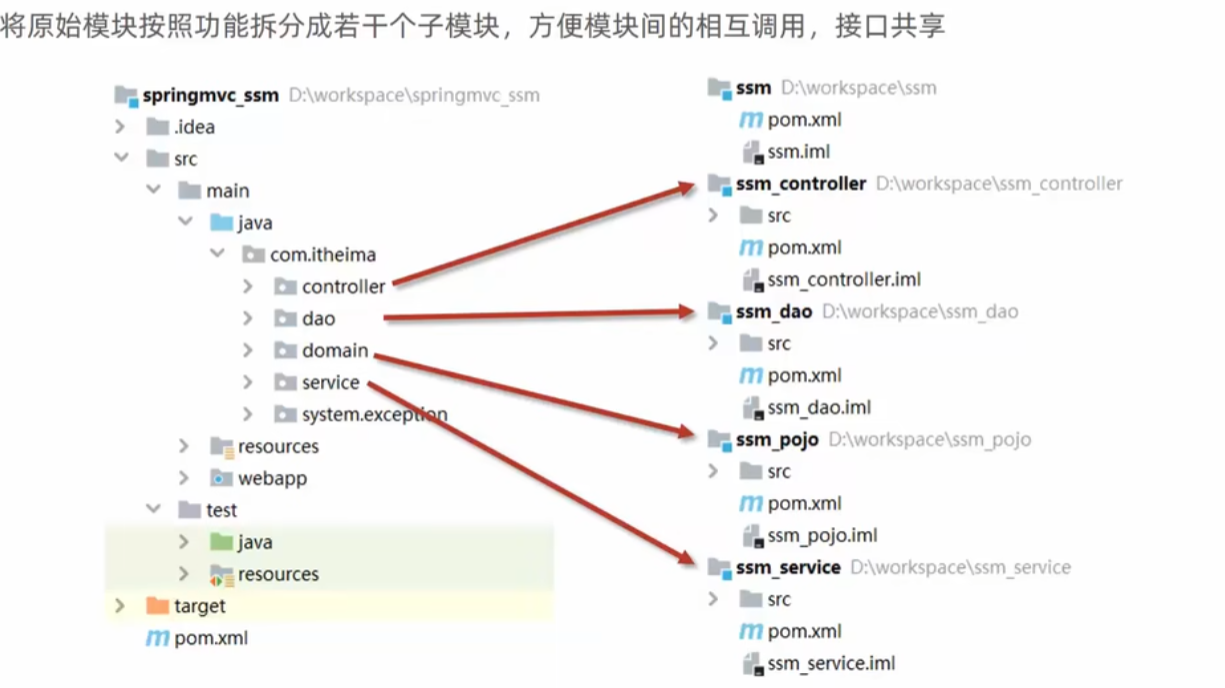 将原始模块按照功能拆分成若干个子模块，方便模块间的相互调用，接口共享
springmvc_ssm D:\workspace\springmvc_ssm
.idea
src
main
java
com.itheima
controller
dao
domain
service
system.exception
resources
webapp
test
java
resources
target
pom.xml
ssm D:\workspace\ssm
pom.xml
ssm.iml
ssm_controller D:\workspace\ssm_controller
src
pom.xml
ssm_controller.iml
ssm_dao D:\workspace\ssm_dao
src
pom.xml
ssm_dao.iml
ssm_pojo D:\workspace\ssm_pojo
src
pom.xml
ssm_pojo.iml
ssm_service D:\workspace\ssm_service
src
pom.xml
ssm_service.iml